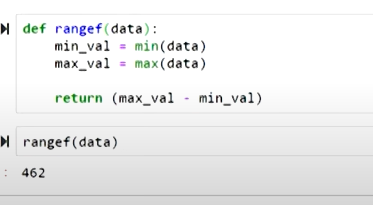 def rangef(data):
    min_val = min(data)
    max_val = max(data)
    return (max_val - min_val)
rangef(data)
: 462